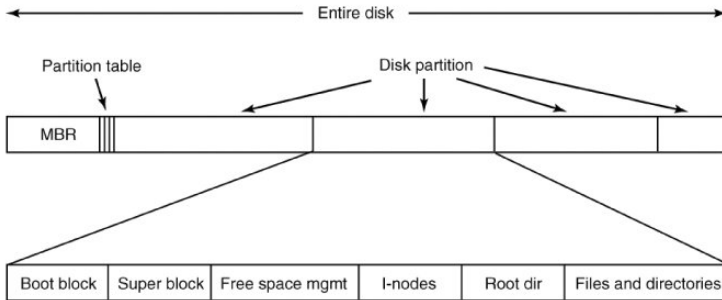 Entire disk
Partition table
Disk partition
MBR
Boot block
Super block
Free space mgmt
I-nodes
Root dir
Files and directories